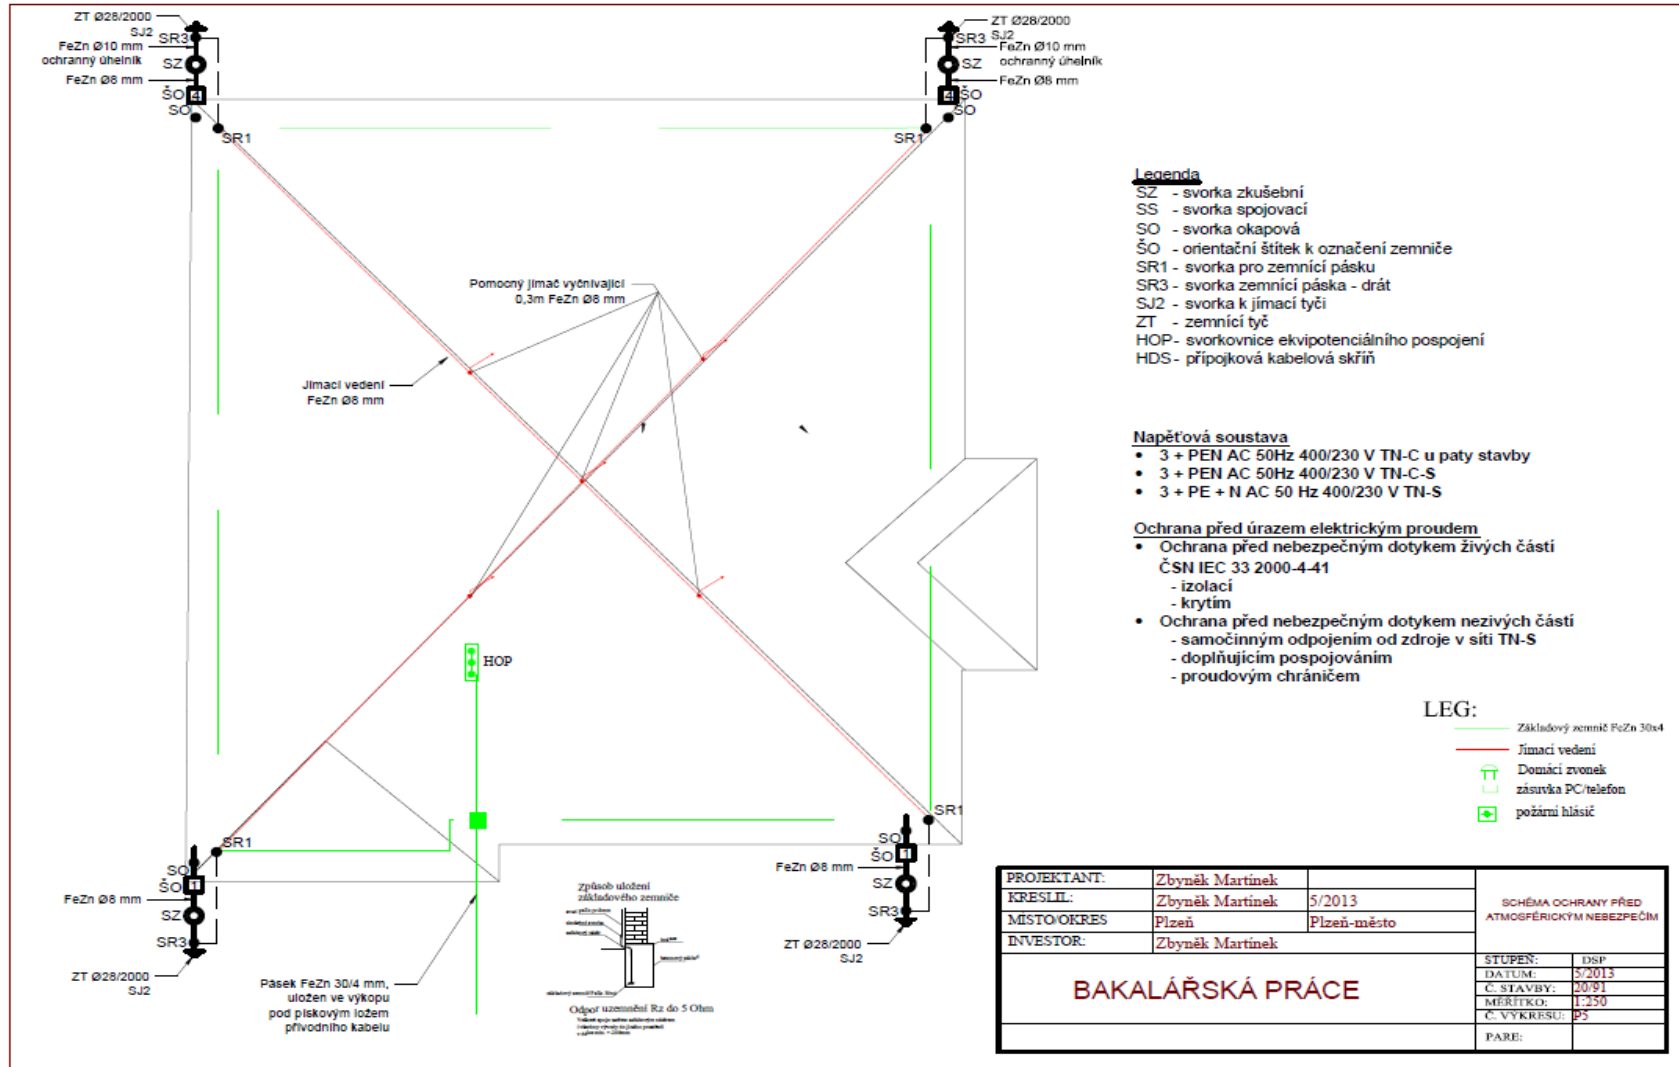 ZT Ø28/2000
SJ2
SR3
FeZn Ø10 mm
ochranný úhelník
SZ
FeZn Ø8 mm
ŠO
4
SO
SR1
ZT Ø28/2000
SJ2
SR3
FeZn Ø10 mm
ochranný úhelník
SZ
FeZn Ø8 mm
4
ŠO
SO
SR1
Legenda
SZ - svorka zkušební
SS - svorka spojovací
SO - svorka okapová
ŠO - orientační štítek k označení zemniče
SR1 - svorka pro zemnící pásku
SR3 - svorka zemnící páska - drát
SJ2 - svorka k jímací tyči
ZT - zemnící tyč
HOP- svorkovnice ekvipotenciálního pospojení
HDS - přípojková kabelová skříň
Pomocný jímač vyčnívající
0,3m FeZn Ø8 mm
Jímací vedení
FeZn Ø8 mm
Napěťová soustava
• 3 + PEN AC 50Hz 400/230 V TN-C u paty stavby
• 3 + PEN AC 50Hz 400/230 V TN-C-S
• 3 + PE + N AC 50 Hz 400/230 V TN-S
Ochrana před úrazem elektrickým proudem
• Ochrana před nebezpečným dotykem živých částí
ČSN IEC 33 2000-4-41
- izolací
- krytím
• Ochrana před nebezpečným dotykem nezivých částí
- samočinným odpojením od zdroje v síti TN-S
- doplňujícím pospojováním
- proudovým chráničem
HOP
LEG:
Základový zemnič FeZn 30x4
Jímací vedení
Domácí zvonek
zásuvka PC/telefon
požární hlásič
SR1
SO
ŠO
1
FeZn Ø8 mm
SZ
SR3
ZT Ø28/2000
SJ2
SR1
SO
ŠO
1
FeZn Ø8 mm
SZ
SR3
ZT Ø28/2000
SJ2
Pásek FeZn 30/4 mm,
uložen ve výkopu
pod pískovým ložem
přívodního kabelu
Způsob uložení
základového zemniče
Odpor uzemnění Rz do 5 Ohm
PROJEKTANT: Zbyněk Martínek
KRESLIL: Zbyněk Martínek 5/2013
MÍSTO/OKRES Plzeň Plzeň-město
INVESTOR: Zbyněk Martínek
SCHÉMA OCHRANY PŘED
ATMOSFÉRICKÝM NEBEZPEČÍM
BAKALÁŘSKÁ PRÁCE
STUPEŇ: DSP
DATUM: 5/2013
Č. STAVBY: 20/91
MĚŘÍTKO: 1:250
Č. VÝKRESU: P5
PARE: